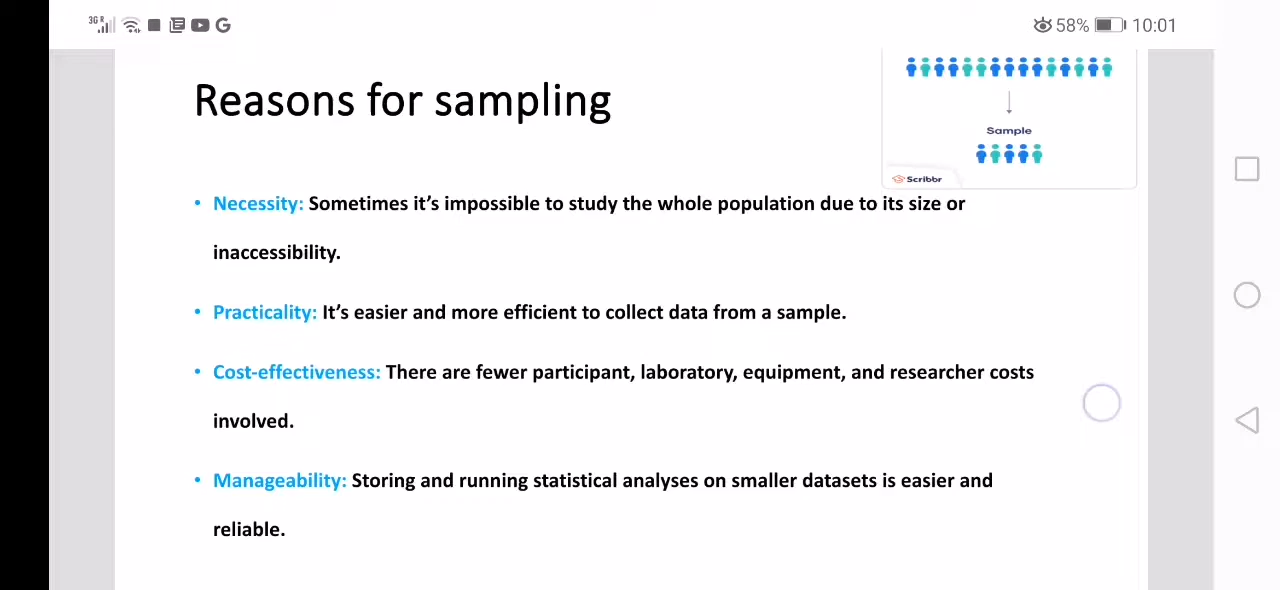 3G R
58% 10:01
Reasons for sampling
Sample
Scribbr
• Necessity: Sometimes it’s impossible to study the whole population due to its size or
inaccessibility.
• Practicality: It’s easier and more efficient to collect data from a sample.
• Cost-effectiveness: There are fewer participant, laboratory, equipment, and researcher costs
involved.
• Manageability: Storing and running statistical analyses on smaller datasets is easier and
reliable.